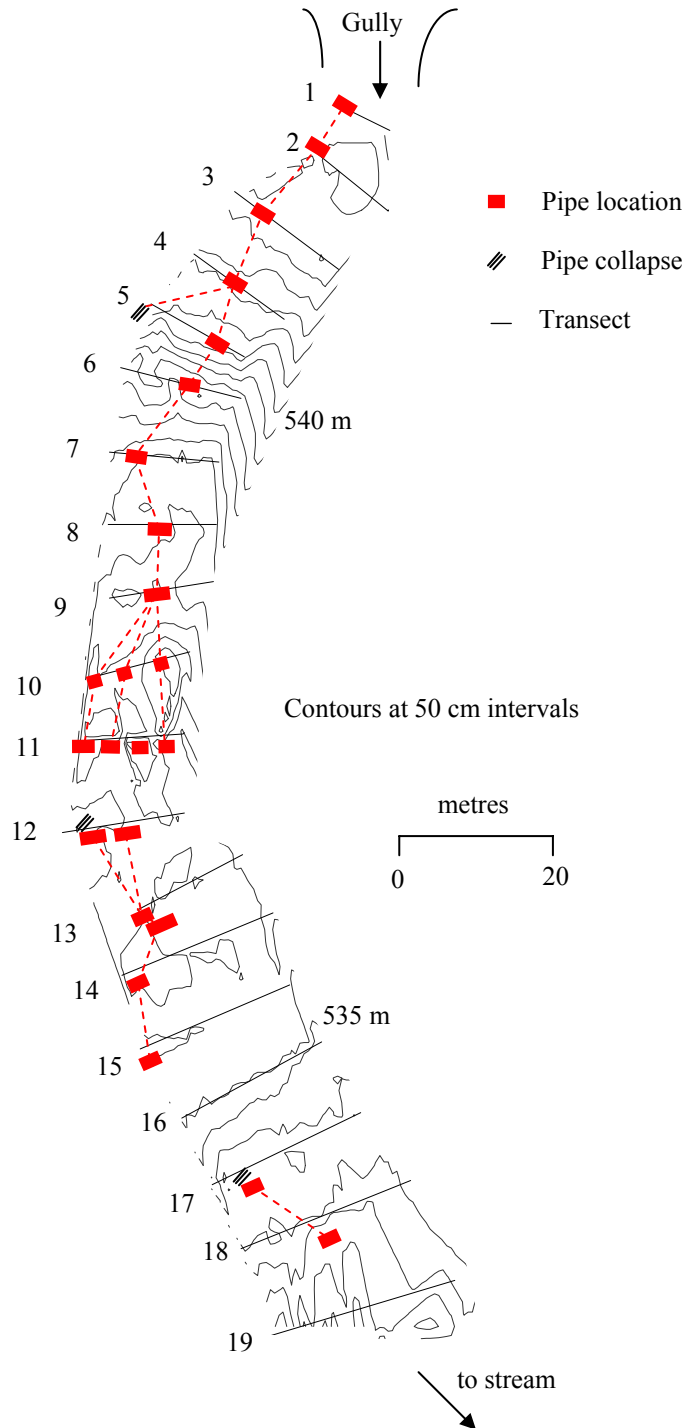 Gully
1
2
3
Pipe location
4
Pipe collapse
5
Transect
6
540 m
7
8
9
10
Contours at 50 cm intervals
11
metres
12
0 20
13
14
535 m
15
16
17
18
19
to stream